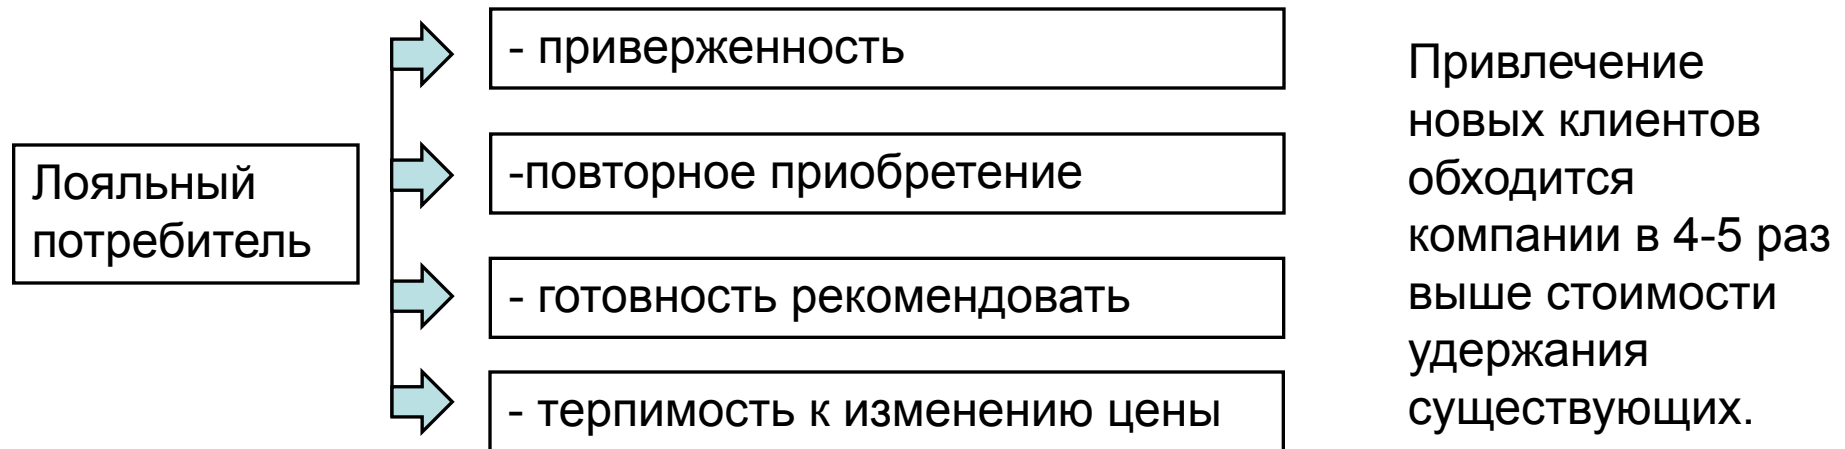 Лояльный
потребитель
- приверженность
-повторное приобретение
- готовность рекомендовать
- терпимость к изменению цены
Привлечение
новых клиентов
обходится
компании в 4-5 раз
выше стоимости
удержания
существующих.